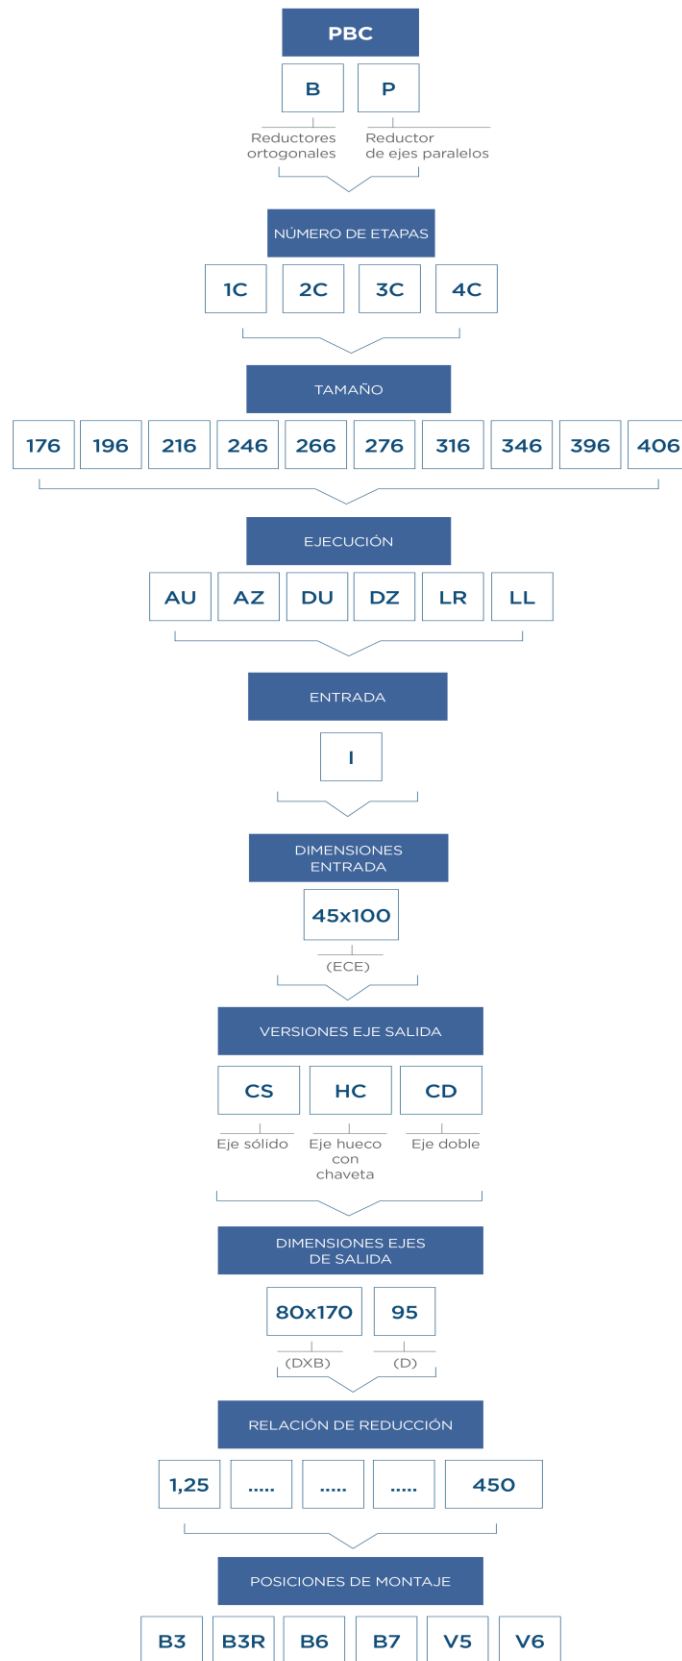 PBC
B P
Reductores Reductor
ortogonales de ejes paralelos
NÚMERO DE ETAPAS
1C 2C 3C 4C
TAMAÑO
176 196 216 246 266 276 316 346 396 406
EJECUCIÓN
AU AZ DU DZ LR LL
ENTRADA
I
DIMENSIONES
ENTRADA
45x100
(ECE)
VERSIONES EJE SALIDA
CS HC CD
Eje sólido Eje hueco Eje doble
con
chaveta
DIMENSIONES EJES
DE SALIDA
80x170 95
(DXB) (D)
RELACIÓN DE REDUCCIÓN
1,25 ..... ..... ..... 450
POSICIONES DE MONTAJE
B3 B3R B6 B7 V5 V6